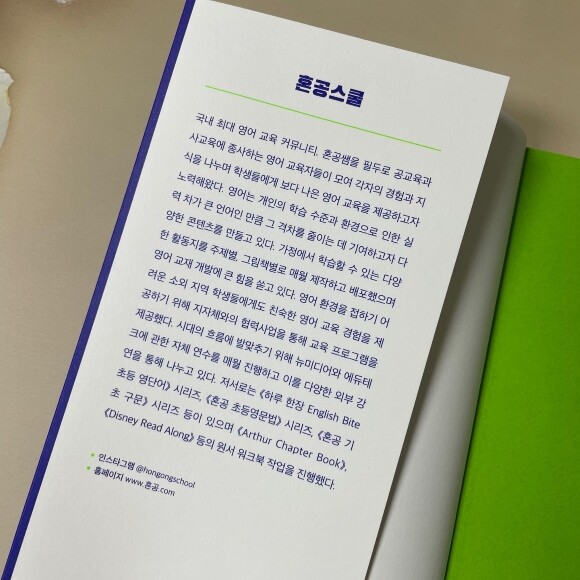 혼공스쿨
국내 최대 영어 교육 커뮤니티. 혼공쌤을 필두로 공교육과
사교육에 종사하는 영어 교육자들이 모여 각자의 경험과 지
식을 나누며 학생들에게 보다 나은 영어 교육을 제공하고자
노력해왔다. 영어는 개인의 학습 수준과 환경으로 인한 실
력 차가 큰 언어인 만큼 그 격차를 줄이는 데 기여하고자 다
양한 콘텐츠를 만들고 있다. 가정에서 학습할 수 있는 다양
한 활동지를 주제별, 그림책별로 매월 제작하고 배포했으며
영어 교재 개발에 큰 힘을 쏟고 있다. 영어 환경을 접하기 어
려운 소외 지역 학생들에게도 친숙한 영어 교육 경험을 제
공하기 위해 지자체와의 협력사업을 통해 교육 프로그램을
제공했다. 시대의 흐름에 발맞추기 위해 뉴미디어와 에듀테
크에 관한 자체 연수를 매월 진행하고 이를 다양한 외부 강
연을 통해 나누고 있다. 저서로는 《하루 한장 English Bite
초등 영단어》 시리즈, 《혼공 초등영문법》 시리즈, 《혼공 기
초 구문》 시리즈 등이 있으며 《Arthur Chapter Book》,
《Disney Read Along》 등의 원서 워크북 작업을 진행했다.
• 인스타그램 @hongongschool
• 홈페이지 www.혼공.com